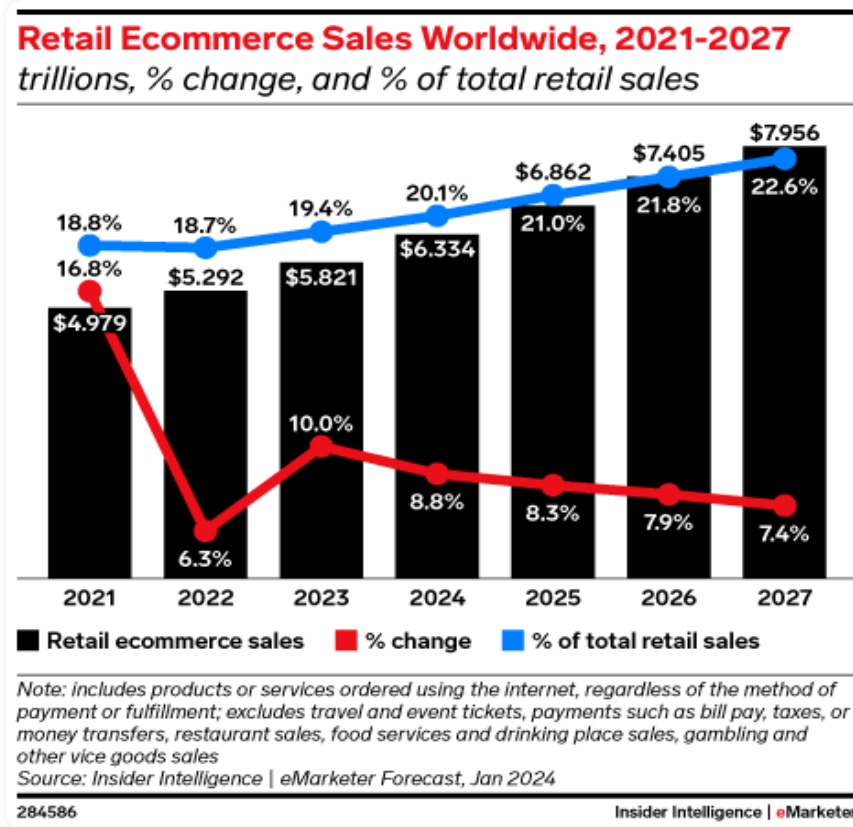 Retail Ecommerce Sales Worldwide, 2021-2027
trillions, % change, and % of total retail sales
$7.956
$7.405
$6.862
20.1%
22.6%
19.4%
21.8%
18.8%
18.7%
21.0%
$6.334
16.8%
$5.292
$5.821
$4.979
10.0%
8.8%
8.3%
7.9%
7.4%
6.3%
2021 2022 2023 2024 2025 2026 2027
Retail ecommerce sales % change % of total retail sales
Note: includes products or services ordered using the internet, regardless of the method of
payment or fulfillment; excludes travel and event tickets, payments such as bill pay, taxes, or
money transfers, restaurant sales, food services and drinking place sales, gambling and
other vice goods sales
Source: Insider Intelligence | eMarketer Forecast, Jan 2024
284586 Insider Intelligence | eMarketer